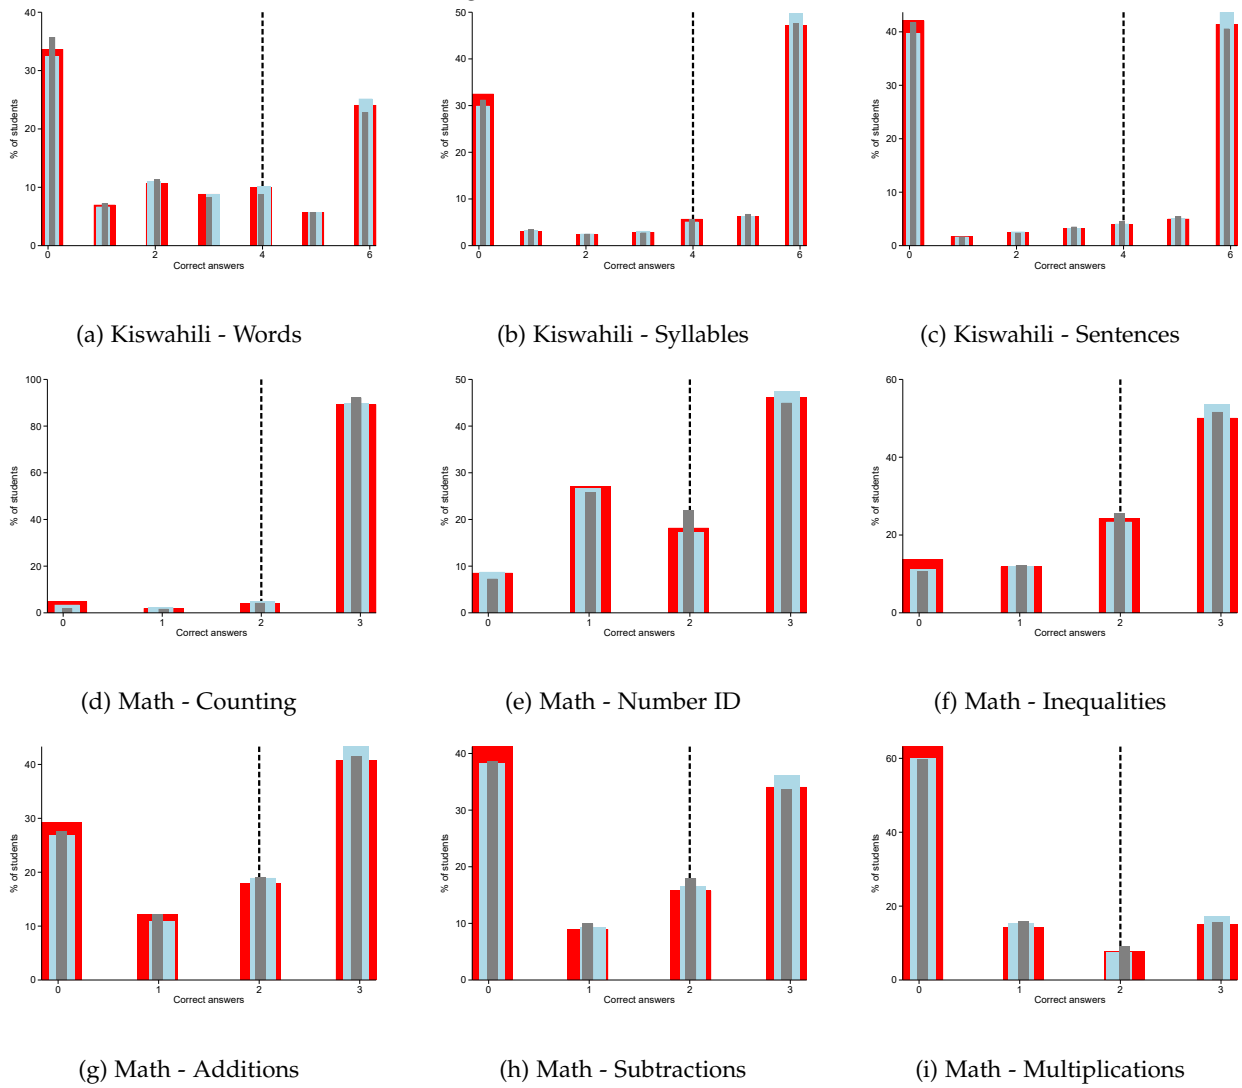 % of students
40
30
20
10
0
0 2 4 6
Correct answers
(a) Kiswahili - Words
% of students
50
40
30
20
10
0
0 2 4 6
Correct answers
(b) Kiswahili - Syllables
% of students
40
30
20
10
0
0 2 4 6
Correct answers
(c) Kiswahili - Sentences
% of students
100
80
60
40
20
0
0 1 2 3
Correct answers
(d) Math - Counting
% of students
50
40
30
20
10
0
0 1 2 3
Correct answers
(e) Math - Number ID
% of students
60
40
20
0
0 1 2 3
Correct answers
(f) Math - Inequalities
% of students
40
30
20
10
0
0 1 2 3
Correct answers
(g) Math - Additions
% of students
40
30
20
10
0
0 1 2 3
Correct answers
(h) Math - Subtractions
% of students
60
40
20
0
0 1 2 3
Correct answers
(i) Math - Multiplications